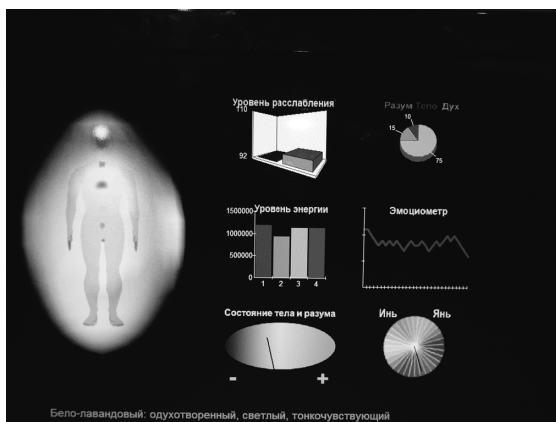 Уровень расслабления
110
92
Разум Тело Дух
10
15
75
Уровень энергии
1500000
1000000
500000
0
1 2 3 4
Эмоциометр
Состояние тела и разума
- +
Инь Янь
Бело-лавандовый: одухотворенный, светлый, тонкочувствующий